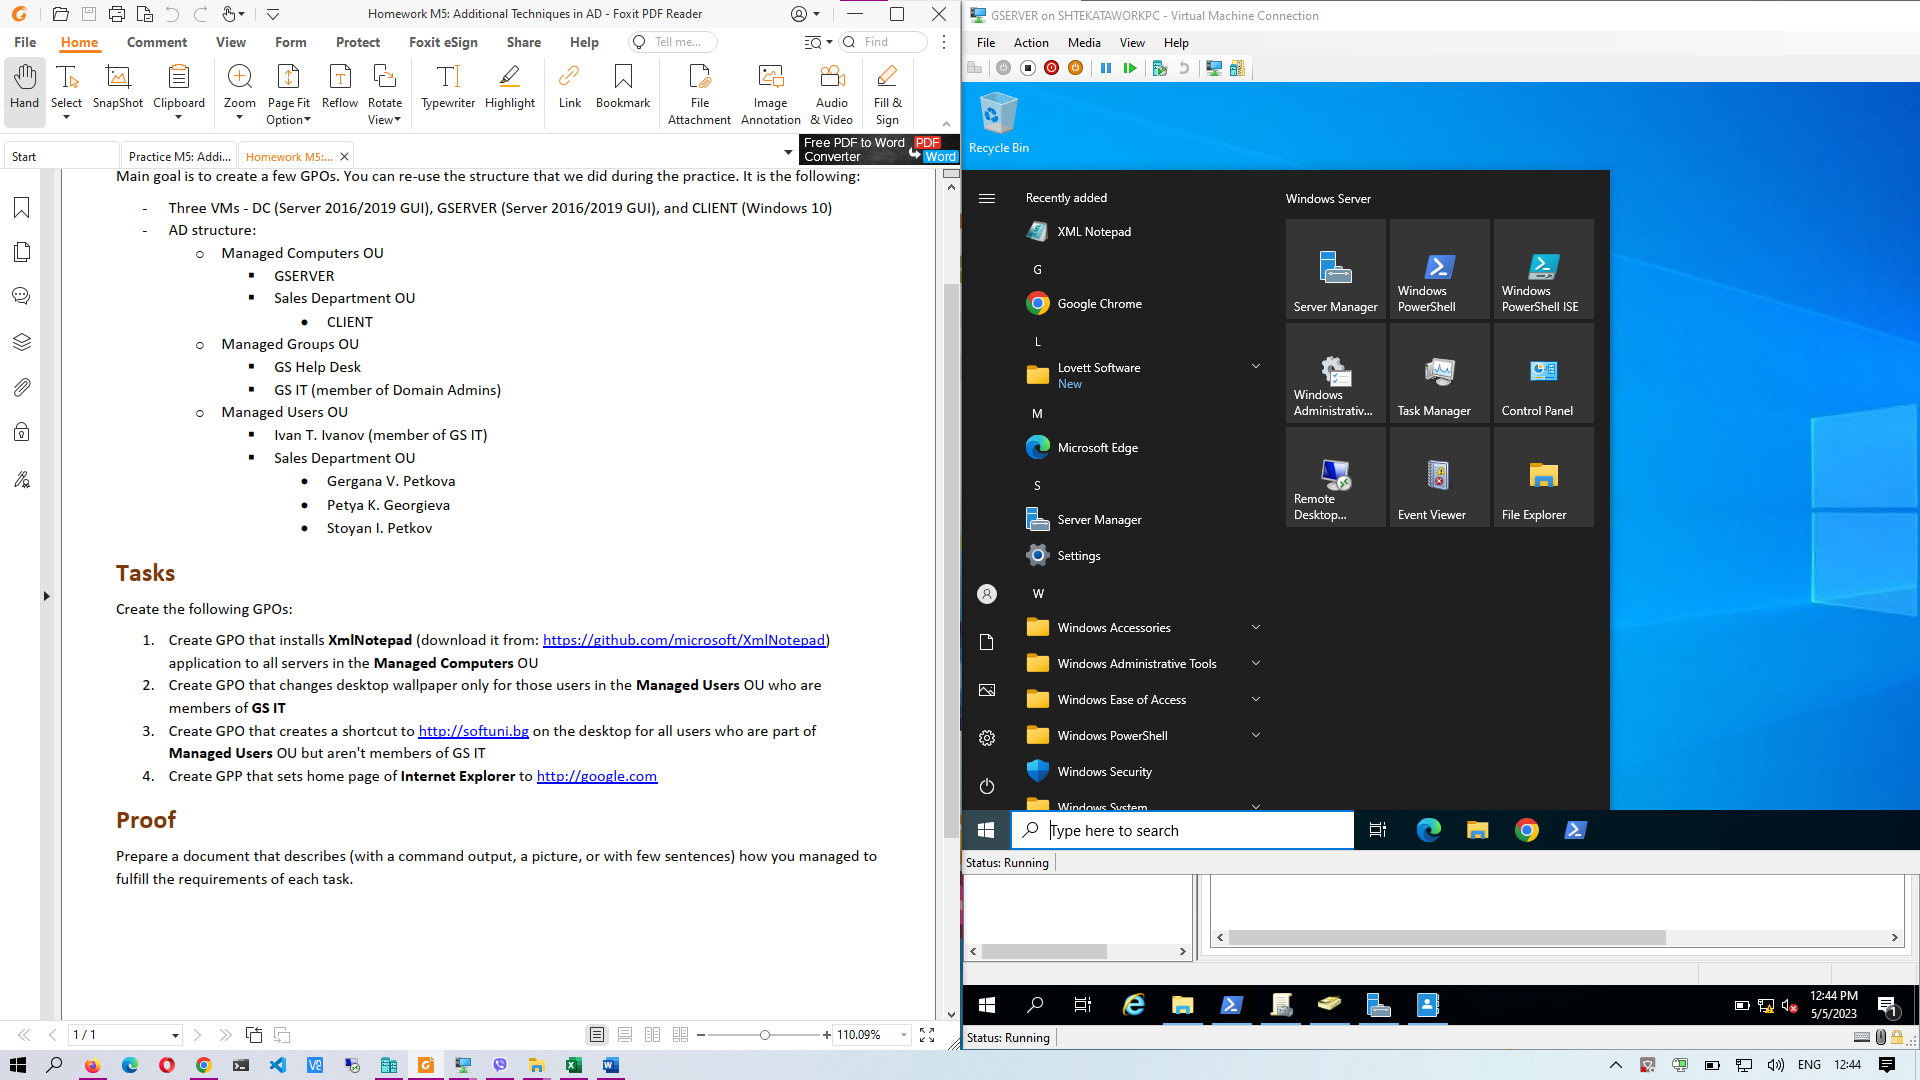 Homework M5: Additional Techniques in AD - Foxit PDF Reader
File
Home
Comment
View
Form
Protect
Foxit eSign
Share
Help
Tell me...
Find
Hand
Select
SnapShot
Clipboard
Zoom
Page Fit Option
Reflow
Rotate View
Typewriter
Highlight
Link
Bookmark
File Attachment
Image Annotation
Audio & Video
Fill & Sign
Start
Practice M5: Addi...
Homework M5:...
Free PDF to Word Converter
PDF
Word
Main goal is to create a few GPOs. You can re-use the structure that we did during the practice. It is the following:
- Three VMs - DC (Server 2016/2019 GUI), GSERVER (Server 2016/2019 GUI), and CLIENT (Windows 10)
- AD structure:
o Managed Computers OU
▪ GSERVER
▪ Sales Department OU
• CLIENT
o Managed Groups OU
▪ GS Help Desk
▪ GS IT (member of Domain Admins)
o Managed Users OU
▪ Ivan T. Ivanov (member of GS IT)
▪ Sales Department OU
• Gergana V. Petkova
• Petya K. Georgieva
• Stoyan I. Petkov
Tasks
Create the following GPOs:
1. Create GPO that installs XmlNotepad (download it from: https://github.com/microsoft/XmlNotepad)
application to all servers in the Managed Computers OU
2. Create GPO that changes desktop wallpaper only for those users in the Managed Users OU who are
members of GS IT
3. Create GPO that creates a shortcut to http://softuni.bg on the desktop for all users who are part of
Managed Users OU but aren't members of GS IT
4. Create GPP that sets home page of Internet Explorer to http://google.com
Proof
Prepare a document that describes (with a command output, a picture, or with few sentences) how you managed to
fulfill the requirements of each task.
1 / 1
110.09%
GSERVER on SHTEKATAWORKPC - Virtual Machine Connection
File
Action
Media
View
Help
Recycle Bin
Recently added
XML Notepad
G
Google Chrome
L
Lovett Software
New
M
Microsoft Edge
S
Server Manager
Settings
W
Windows Accessories
Windows Administrative Tools
Windows Ease of Access
Windows PowerShell
Windows Security
Windows System
Windows Server
Server Manager
Windows PowerShell
Windows PowerShell ISE
Windows Administrativ...
Task Manager
Control Panel
Remote Desktop...
Event Viewer
File Explorer
Type here to search
Status: Running
12:44 PM
5/5/2023
1
Status: Running
ENG
12:44